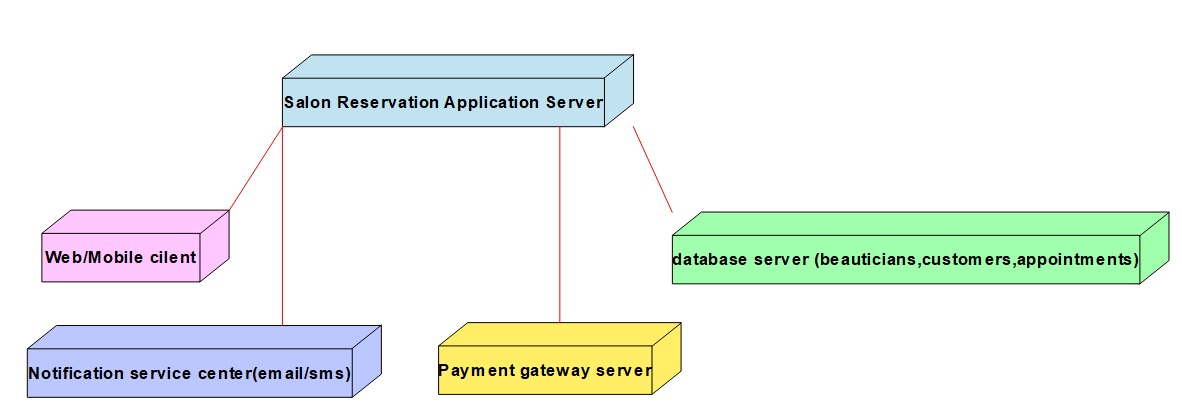 Salon Reservation Application Server
Web/Mobile cilent
database server (beauticians,customers,appointments)
Notification service center(email/sms)
Payment gateway server